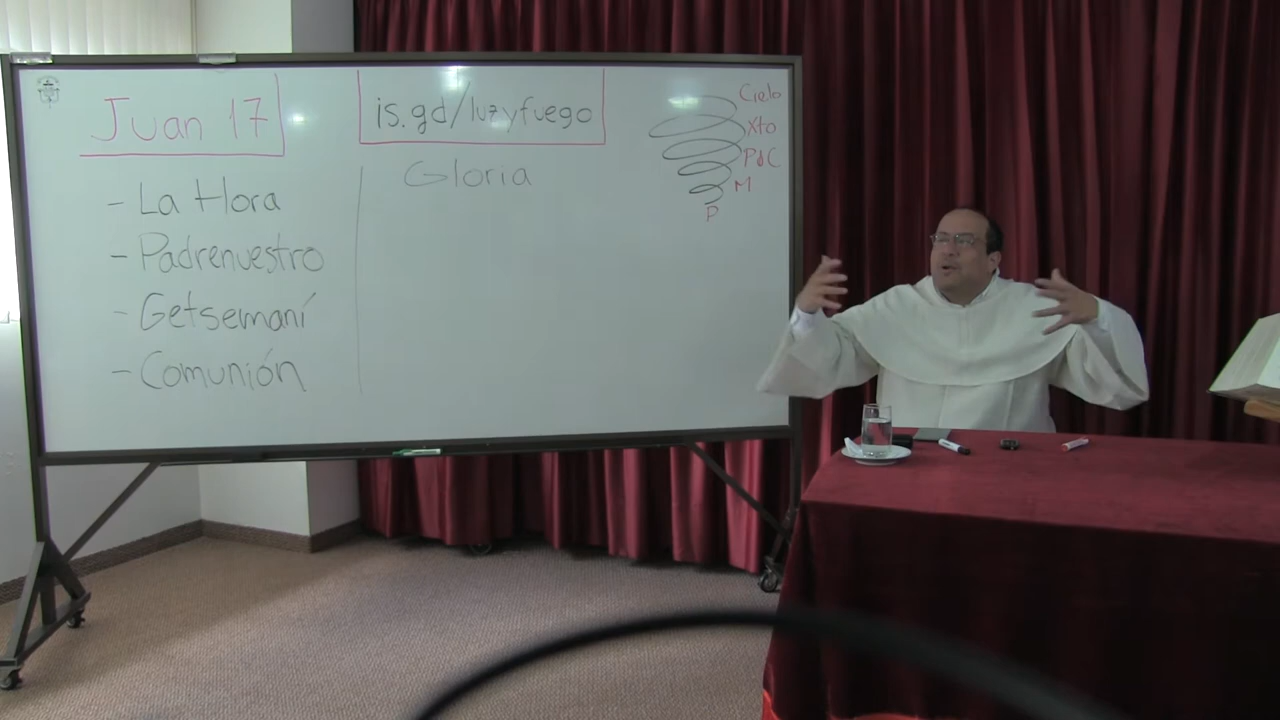 Juan 17
- La Hora
- Padrenuestro
- Getsemaní
- Comunión
is.gd/luzyfuego
Gloria
Cielo
Xto
PdC
M
P